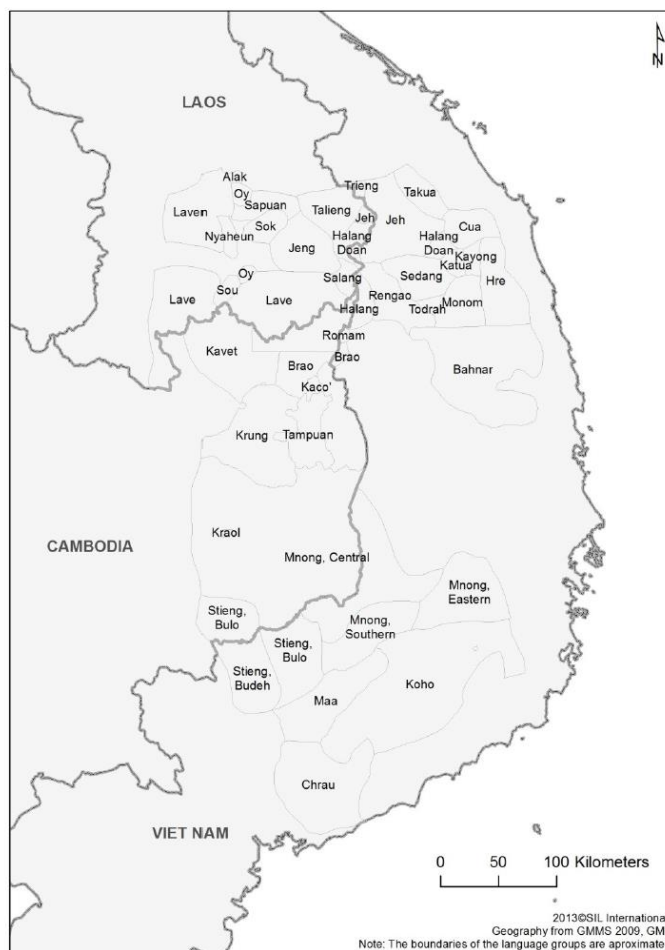 N
LAOS
Alak
Oy
Sapuan
Laven
Sok
Nyaheun
Talieng
Jeng
Trieng
Takua
Jeh
Jeh
Cua
Halang
Doan
Halang
Doan
Kayong
Katua
Hre
Oy
Sou
Lave
Lave
Salang
Sedang
Rengao
Monom
Todrah
Halang
Romam
Brao
Kavet
Brao
Kaco'
Bahnar
Krung
Tampuan
Kraol
CAMBODIA
Mnong, Central
Mnong,
Eastern
Stieng,
Bulo
Mnong,
Southern
Stieng,
Bulo
Stieng,
Budeh
Koho
Maa
Chrau
VIET NAM
0 50 100 Kilometers
2013©SIL Internationa
Geography from GMMS 2009, GM
Note: The boundaries of the language groups are aproximate